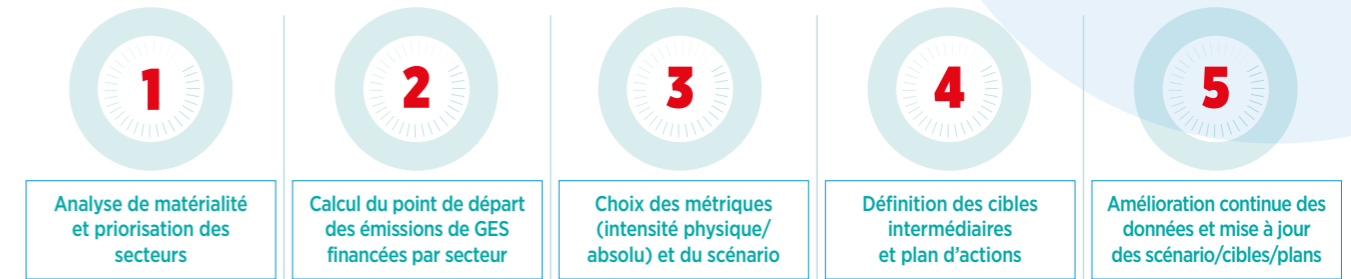 1
Analyse de matérialité
et priorisation des
secteurs
2
Calcul du point de départ
des émissions de GES
financées par secteur
3
Choix des métriques
(intensité physique/
absolu) et du scénario
4
Définition des cibles
intermédiaires
et plan d’actions
5
Amélioration continue des
données et mise à jour
des scénario/cibles/plans